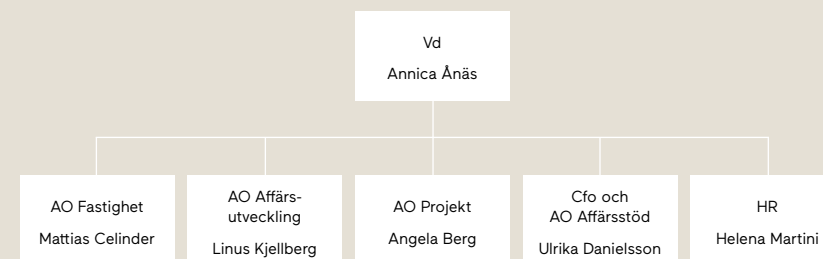 Vd
Annica Ånäs
AO Fastighet
Mattias Celinder
AO Affärs-
utveckling
Linus Kjellberg
AO Projekt
Angela Berg
Cfo och
AO Affärsstöd
Ulrika Danielsson
HR
Helena Martini